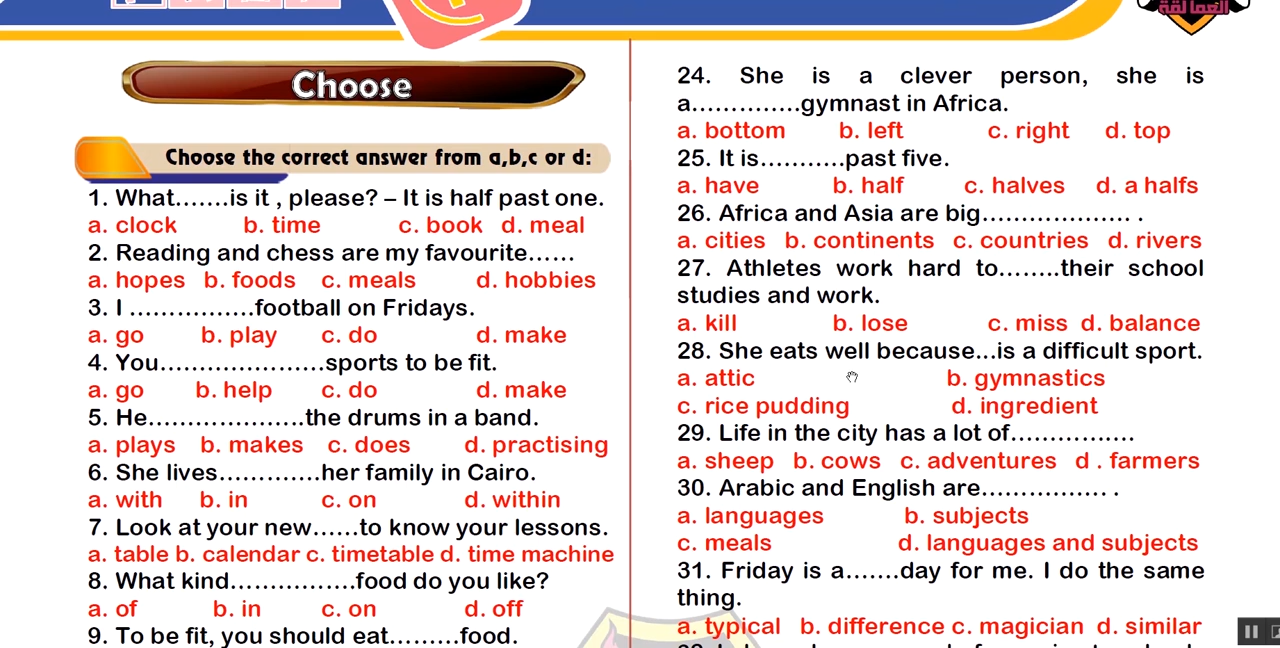 العمالقة
Choose
Choose the correct answer from a,b,c or d:
1. What.......is it , please? – It is half past one.
a. clock b. time c. book d. meal
2. Reading and chess are my favourite......
a. hopes b. foods c. meals d. hobbies
3. I ................football on Fridays.
a. go b. play c. do d. make
4. You.....................sports to be fit.
a. go b. help c. do d. make
5. He....................the drums in a band.
a. plays b. makes c. does d. practising
6. She lives.............her family in Cairo.
a. with b. in c. on d. within
7. Look at your new......to know your lessons.
a. table b. calendar c. timetable d. time machine
8. What kind................food do you like?
a. of b. in c. on d. off
9. To be fit, you should eat.........food.
24. She is a clever person, she is
a..............gymnast in Africa.
a. bottom b. left c. right d. top
25. It is...........past five.
a. have b. half c. halves d. a halfs
26. Africa and Asia are big................... .
a. cities b. continents c. countries d. rivers
27. Athletes work hard to........their school
studies and work.
a. kill b. lose c. miss d. balance
28. She eats well because...is a difficult sport.
a. attic b. gymnastics
c. rice pudding d. ingredient
29. Life in the city has a lot of................
a. sheep b. cows c. adventures d . farmers
30. Arabic and English are................ .
a. languages b. subjects
c. meals d. languages and subjects
31. Friday is a.......day for me. I do the same
thing.
a. typical b. difference c. magician d. similar